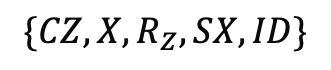 {CZ, X, R_Z, SX, ID}